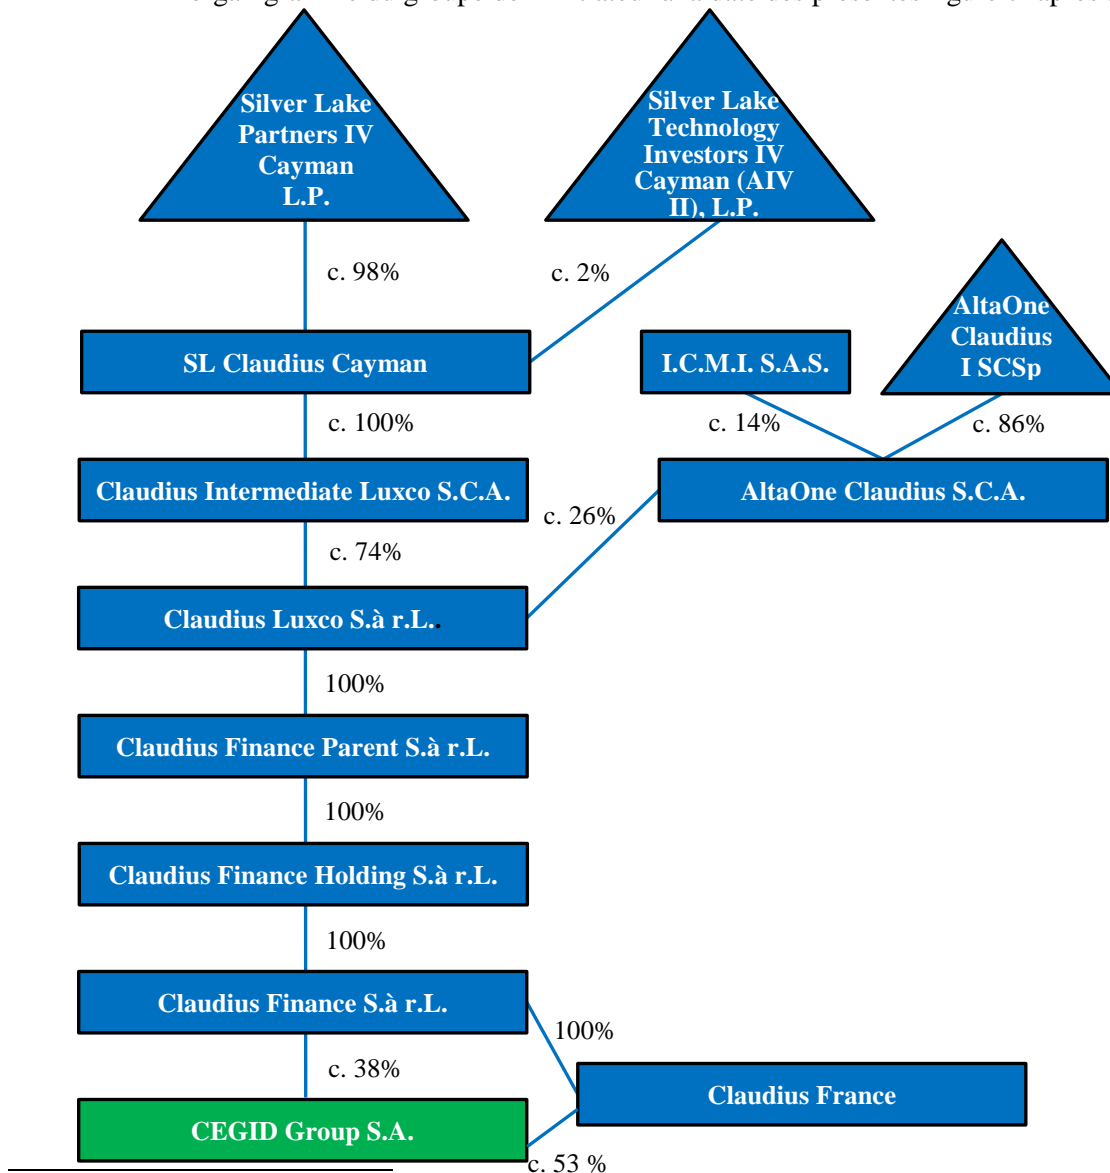 Silver Lake
Partners IV
Cayman
L.P.
Silver Lake
Technology
Investors IV
Cayman (AIV
II), L.P.
c. 98%
c. 2%
AltaOne
Claudius
I SCSp
SL Claudius Cayman
I.C.M.I. S.A.S.
c. 100%
c. 14%
c. 86%
Claudius Intermediate Luxco S.C.A.
AltaOne Claudius S.C.A.
c. 26%
c. 74%
Claudius Luxco S.à r.L..
100%
Claudius Finance Parent S.à r.L.
100%
Claudius Finance Holding S.à r.L.
100%
Claudius Finance S.à r.L.
100%
c. 38%
Claudius France
CEGID Group S.A.
c. 53 %